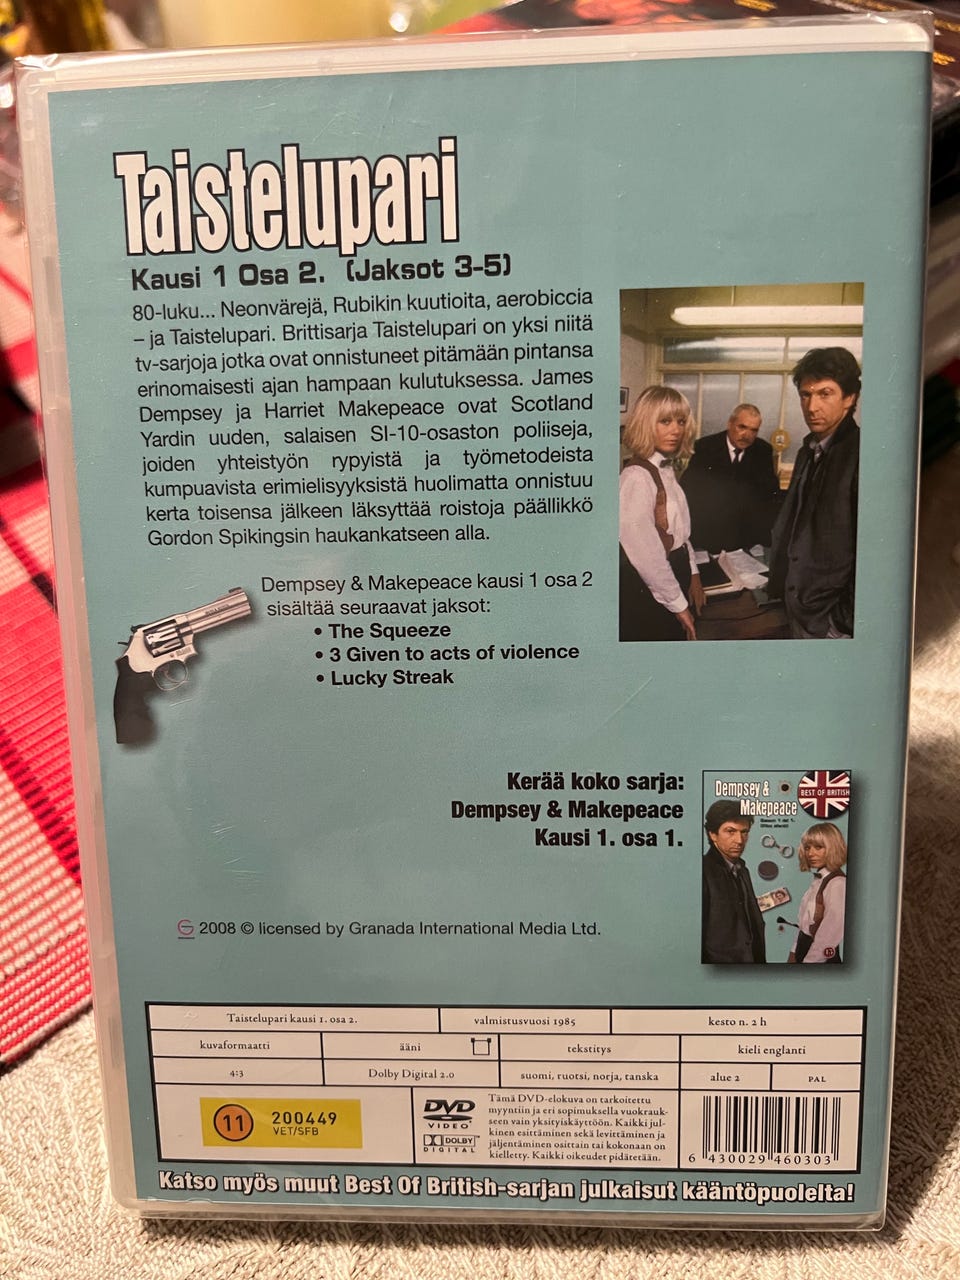 Taistelupari
Kausi 1 Osa 2. (Jaksot 3-5)
80-luku... Neonvärejä, Rubikin kuutioita, aerobiccia
– ja Taistelupari. Brittisarja Taistelupari on yksi niitä
tv-sarjoja jotka ovat onnistuneet pitämään pintansa
erinomaisesti ajan hampaan kulutuksessa. James
Dempsey ja Harriet Makepeace ovat Scotland
Yardin uuden, salaisen SI-10-osaston poliiseja,
joiden yhteistyön rypyistä ja työmetodeista
kumpuavista erimielisyyksistä huolimatta onnistuu
kerta toisensa jälkeen läksyttää roistoja päällikkö
Gordon Spikingsin haukankatseen alla.
Dempsey & Makepeace kausi 1 osa 2
sisältää seuraavat jaksot:
• The Squeeze
• 3 Given to acts of violence
• Lucky Streak
Kerää koko sarja:
Dempsey & Makepeace
Kausi 1. osa 1.
Dempsey &
Makepeace
BEST OF BRITISH
G 2008 © licensed by Granada International Media Ltd.
Taistelupari kausi 1. osa 2. valmistusvuosi 1985 kesto n. 2 h
kuvaformaatti ääni tekstitys kieli englanti
4:3 Dolby Digital 2.0 suomi, ruotsi, norja, tanska alue 2 PAL
11 200449
VET/SFB
DVD
VIDEO
DOLBY
DIGITAL
Tämä DVD-elokuva on tarkoitettu
myyntiin ja eri sopimuksella vuokrauk-
seen vain yksityiskäyttöön. Kaikki jul-
kinen esittäminen sekä levittäminen ja
jäljentäminen osittain tai kokonaan on
kielletty. Kaikki oikeudet pidätetään.
6 430029 460303
Katso myös muut Best Of British-sarjan julkaisut kääntöpuolelta!